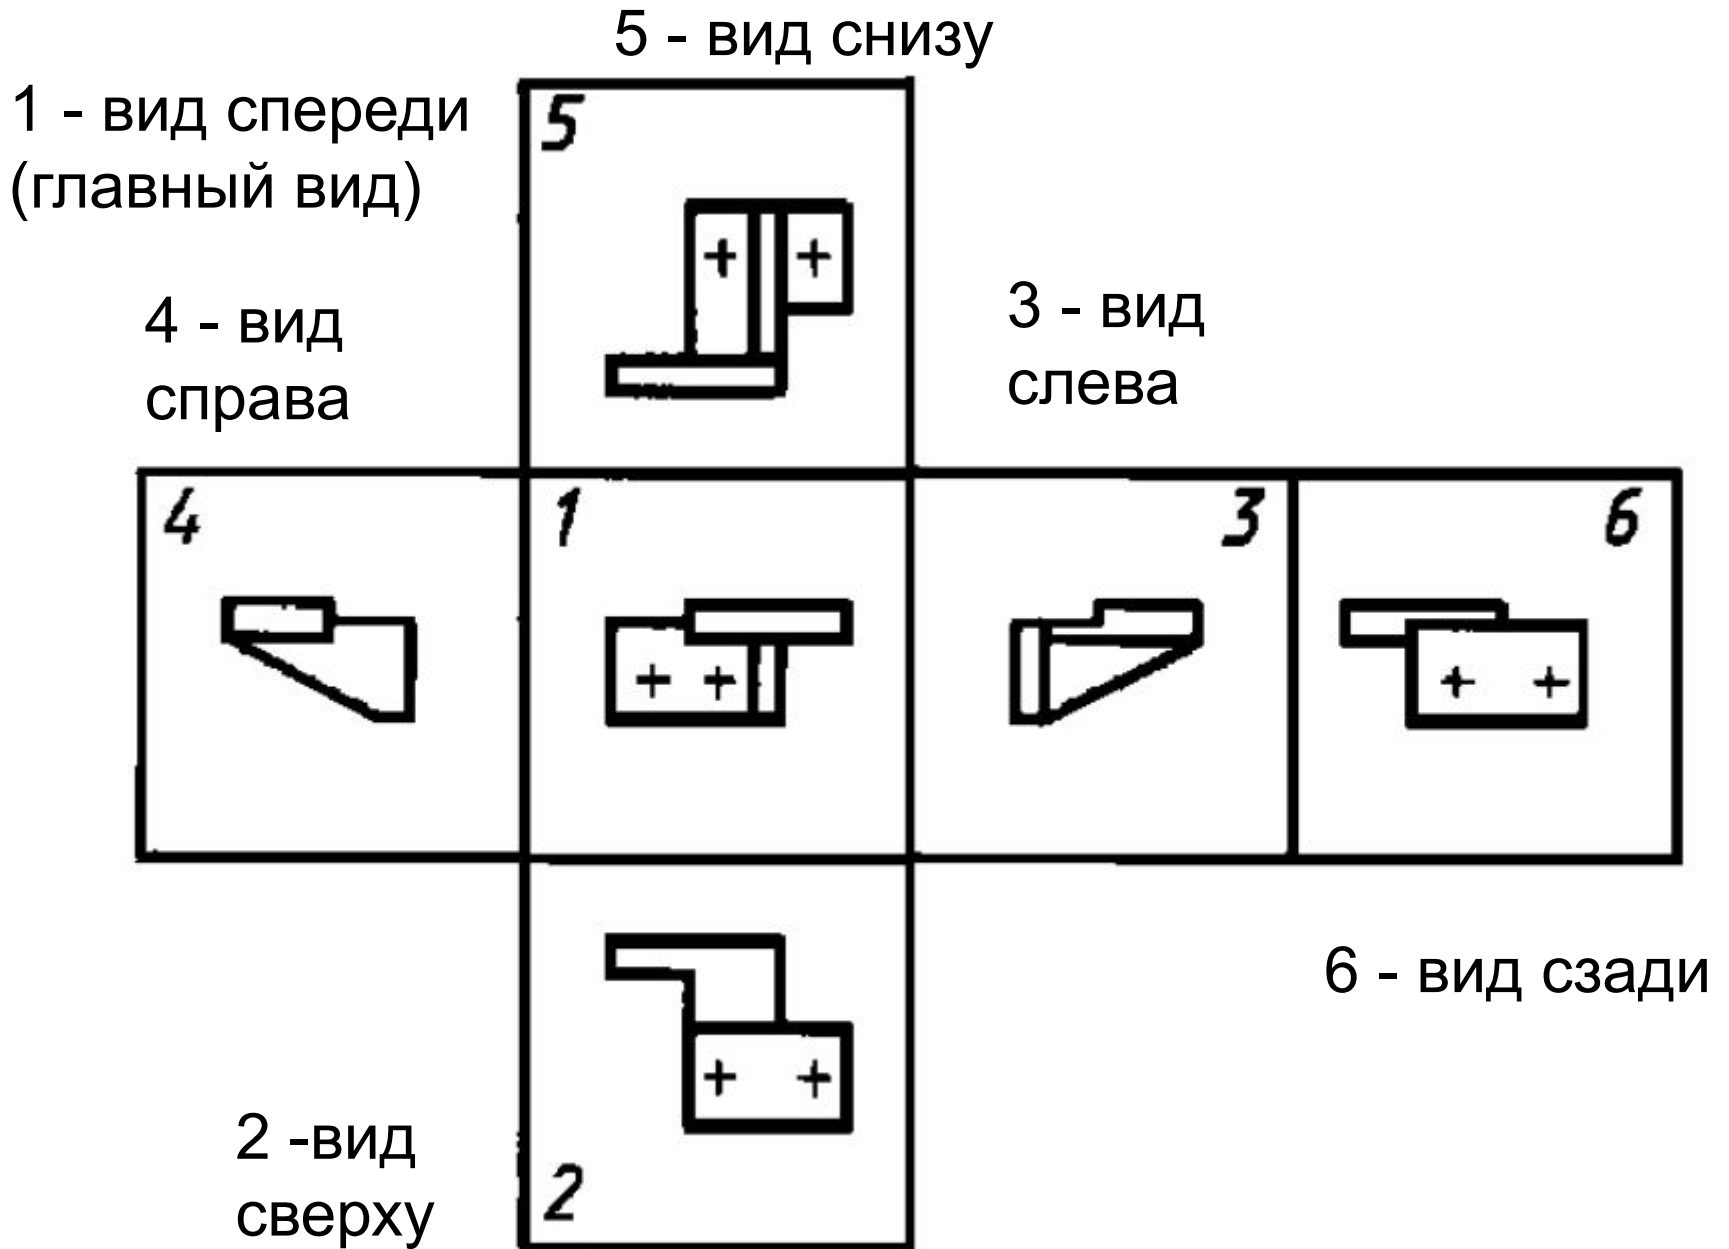 5 - вид снизу
1 - вид спереди
(главный вид)
5
4 - вид
справа
3 - вид
слева
4
1
3
6
6 - вид сзади
2 -вид
сверху
2